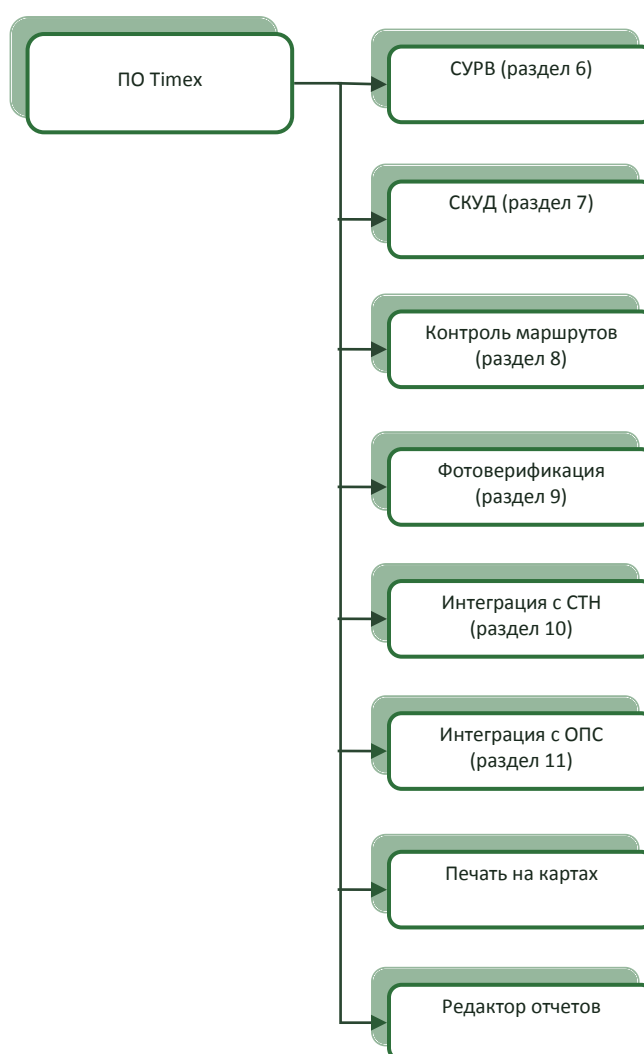 ПО Timex
СУРВ (раздел 6)
СКУД (раздел 7)
Контроль маршрутов
(раздел 8)
Фотоверификация
(раздел 9)
Интеграция с СТН
(раздел 10)
Интеграция с ОПС
(раздел 11)
Печать на картах
Редактор отчетов